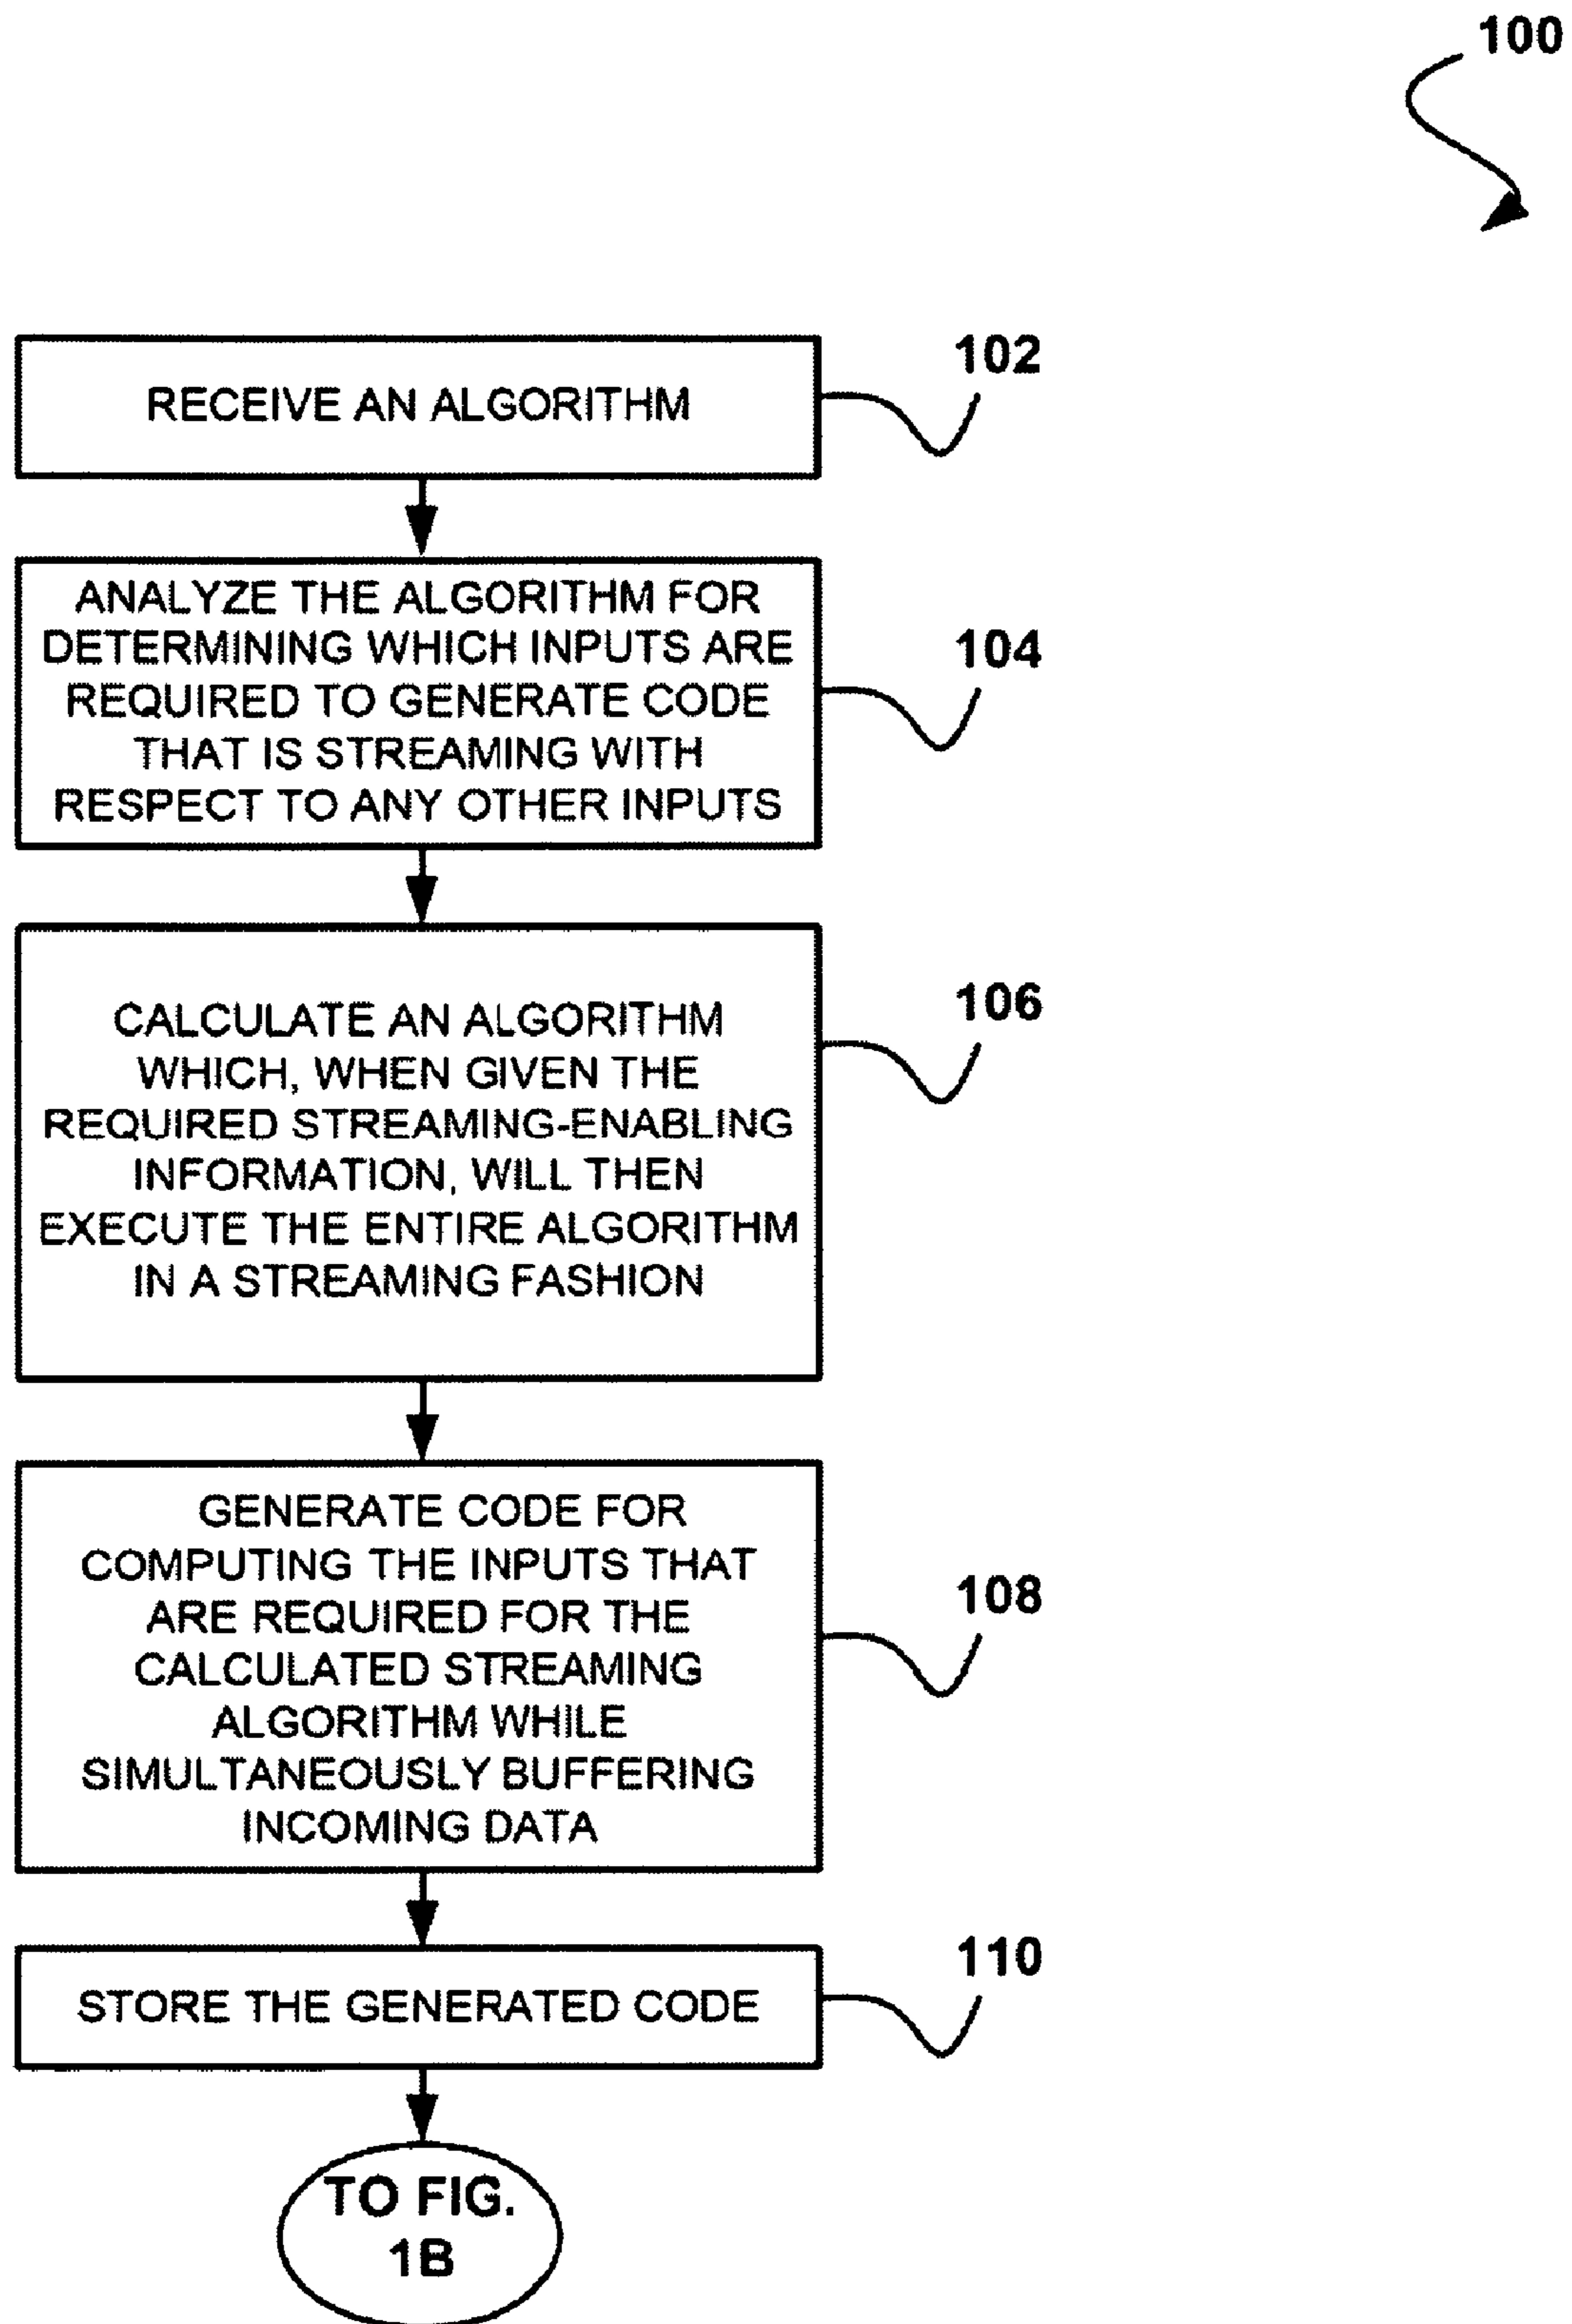 100
RECEIVE AN ALGORITHM
102
ANALYZE THE ALGORITHM FOR
DETERMINING WHICH INPUTS ARE
REQUIRED TO GENERATE CODE
THAT IS STREAMING WITH
RESPECT TO ANY OTHER INPUTS
104
CALCULATE AN ALGORITHM
WHICH, WHEN GIVEN THE
REQUIRED STREAMING-ENABLING
INFORMATION, WILL THEN
EXECUTE THE ENTIRE ALGORITHM
IN A STREAMING FASHION
106
GENERATE CODE FOR
COMPUTING THE INPUTS THAT
ARE REQUIRED FOR THE
CALCULATED STREAMING
ALGORITHM WHILE
SIMULTANEOUSLY BUFFERING
INCOMING DATA
108
STORE THE GENERATED CODE
110
TO FIG.
1B